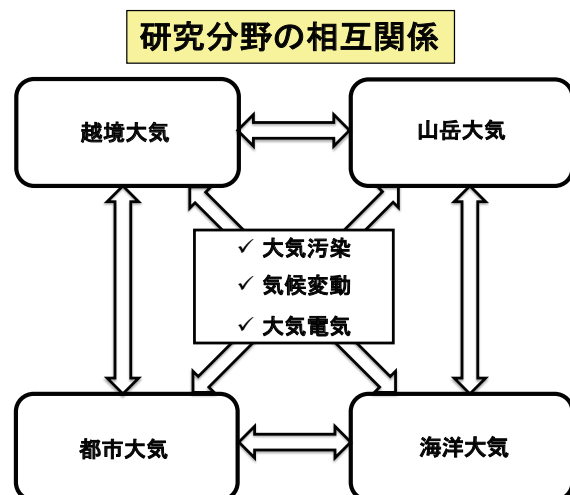 研究分野の相互関係
越境大気
山岳大気
✓ 大気汚染
✓ 気候変動
✓ 大気電気
都市大気
海洋大気